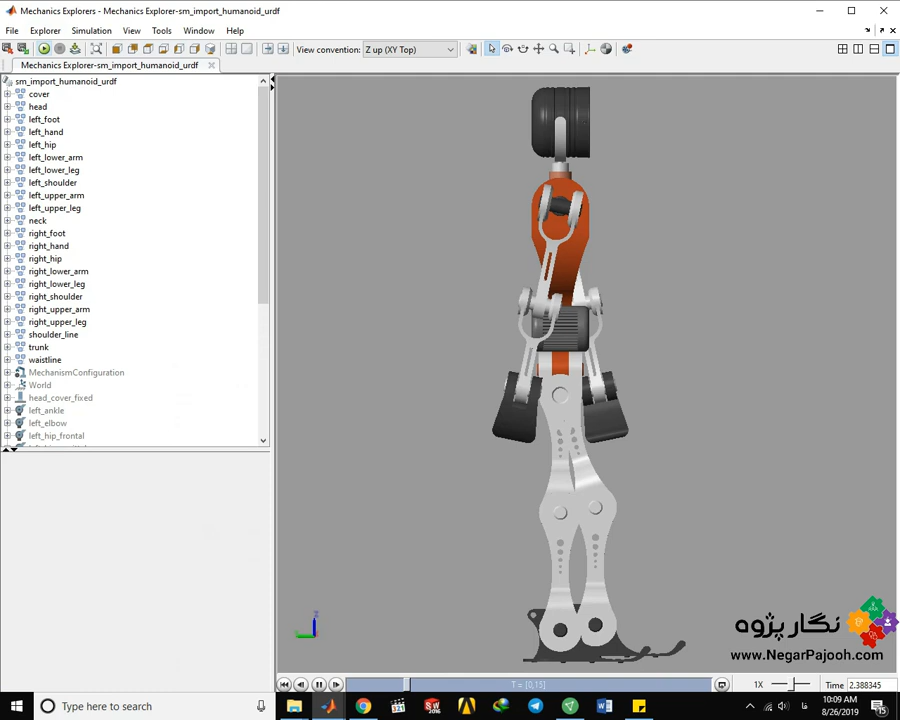 Mechanics Explorers - Mechanics Explorer-sm_import_humanoid_urdf
File Explorer Simulation View Tools Window Help
View convention: Z up (XY Top)
Mechanics Explorer-sm_import_humanoid_urdf
sm_import_humanoid_urdf
cover
head
left_foot
left_hand
left_hip
left_lower_arm
left_lower_leg
left_shoulder
left_upper_arm
left_upper_leg
neck
right_foot
right_hand
right_hip
right_lower_arm
right_lower_leg
right_shoulder
right_upper_arm
right_upper_leg
shoulder_line
trunk
waistline
MechanismConfiguration
World
head_cover_fixed
left_ankle
left_elbow
left_hip_frontal
نگار پژوه
www.NegarPajooh.com
T = [0,15]
1X
Time 2.388345
Type here to search
10:09 AM
8/26/2019